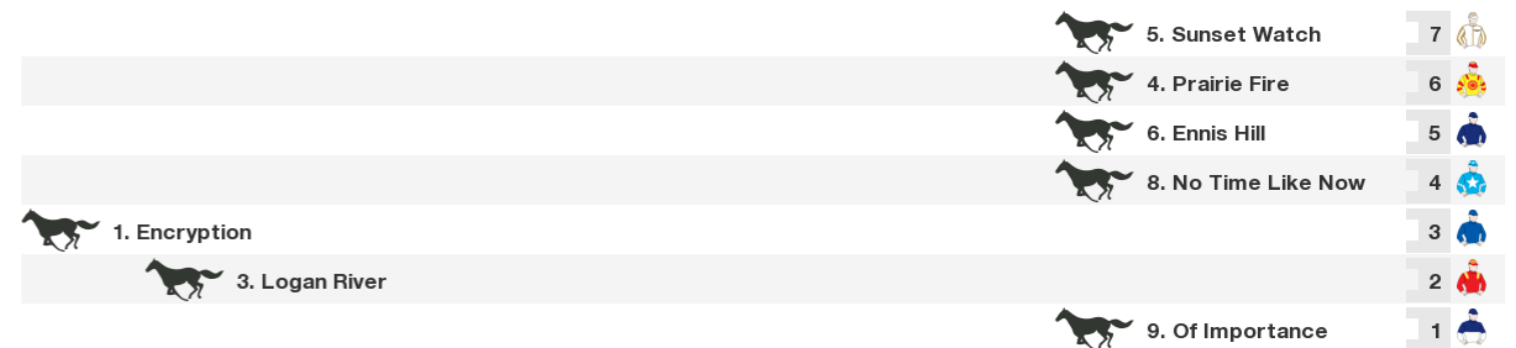 5. Sunset Watch 7
4. Prairie Fire 6
6. Ennis Hill 5
8. No Time Like Now 4
1. Encryption 3
3. Logan River 2
9. Of Importance 1